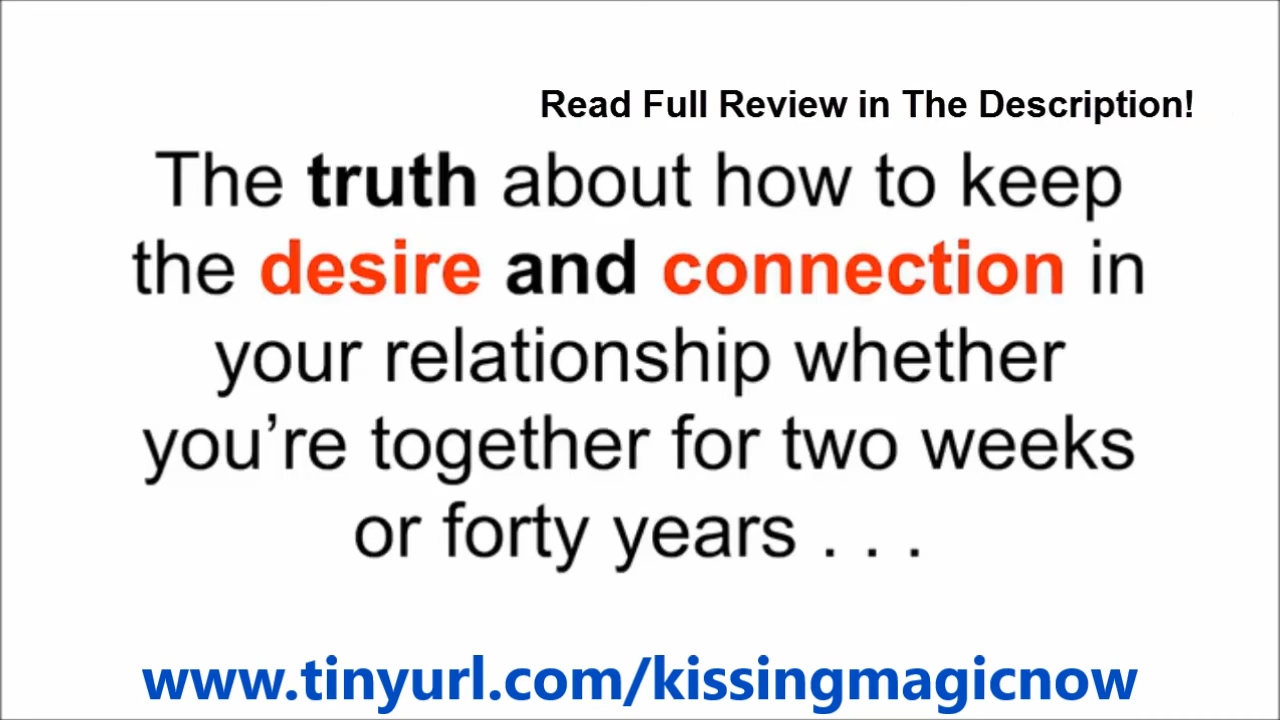 Read Full Review in The Description!
The truth about how to keep
the desire and connection in
your relationship whether
you’re together for two weeks
or forty years . . .
www.tinyurl.com/kissingmagicnow